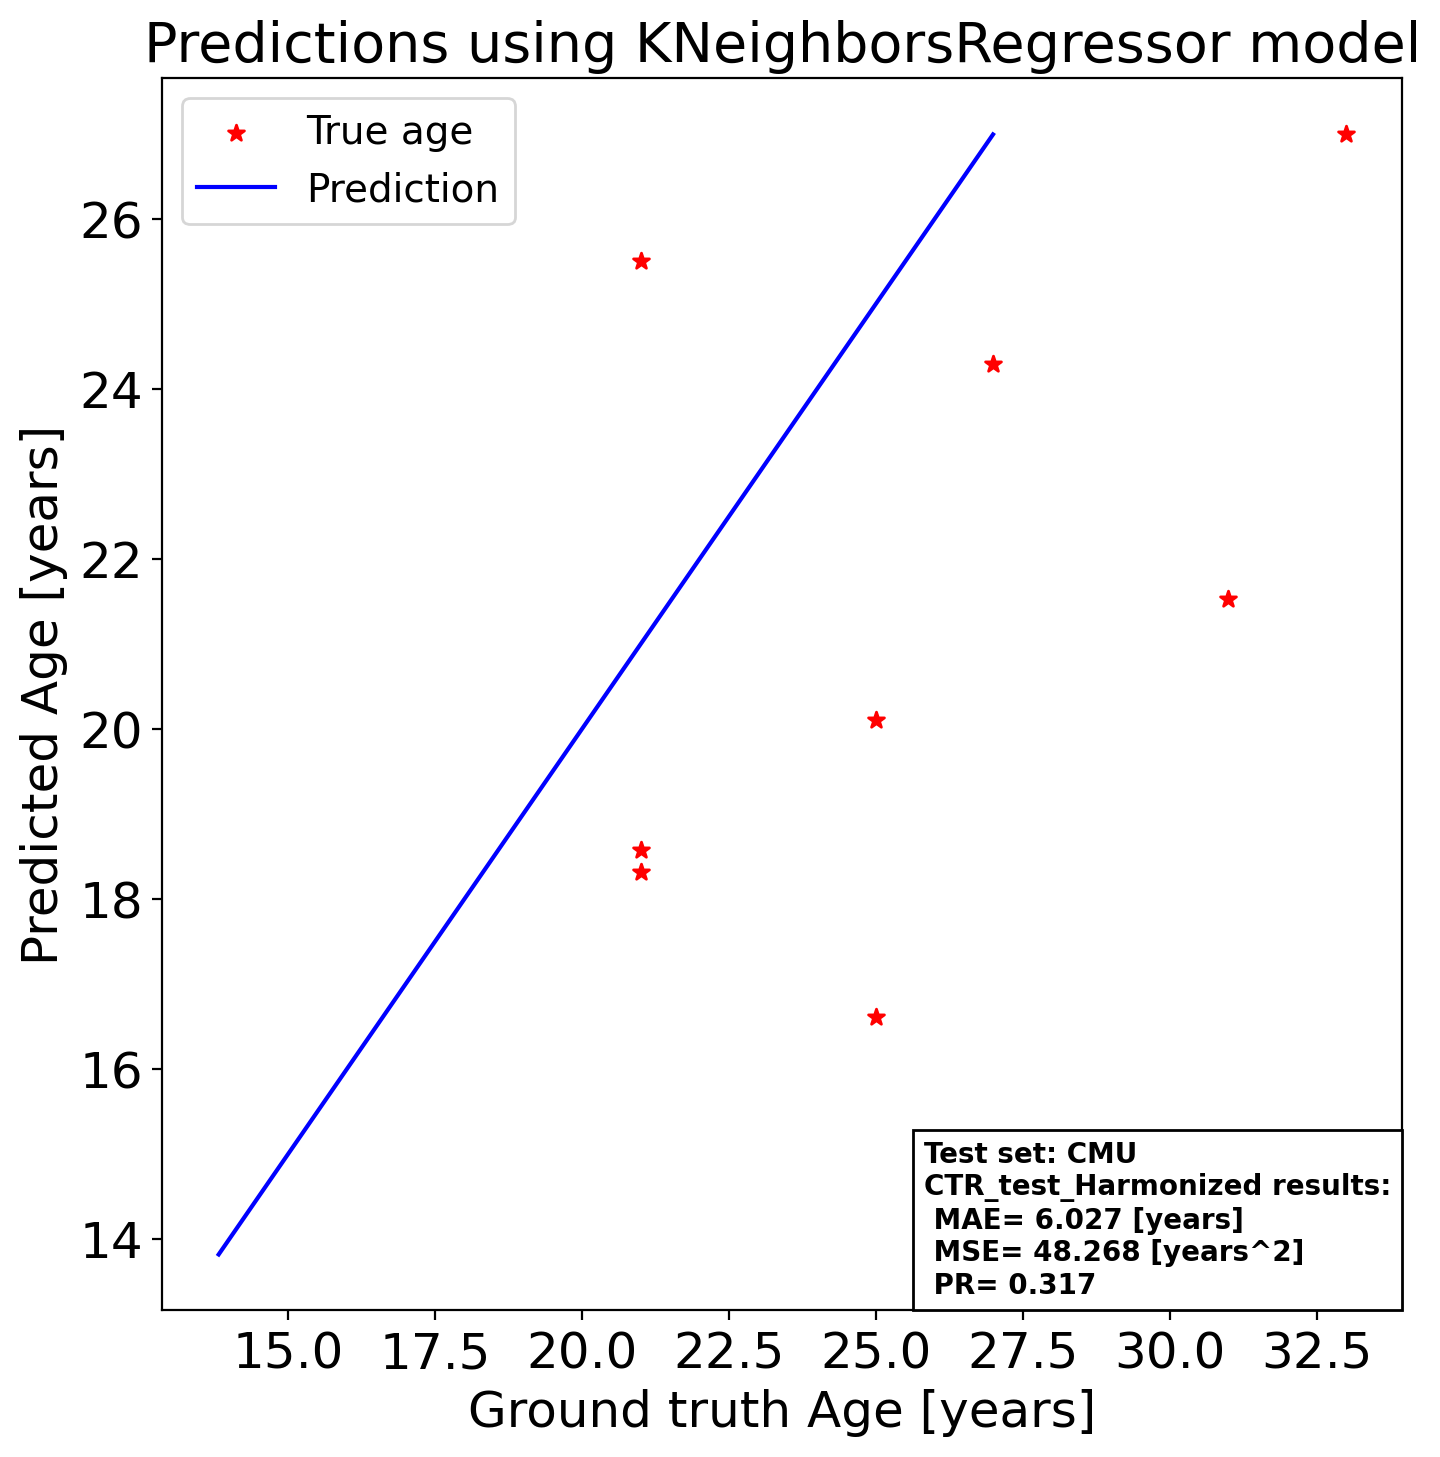 Predictions using KNeighborsRegressor model
True age
Prediction
Predicted Age [years]
26
24
22
20
18
16
14
Test set: CMU
CTR_test_Harmonized results:
MAE= 6.027 [years]
MSE= 48.268 [years^2]
PR= 0.317
15.0 17.5 20.0 22.5 25.0 27.5 30.0 32.5
Ground truth Age [years]